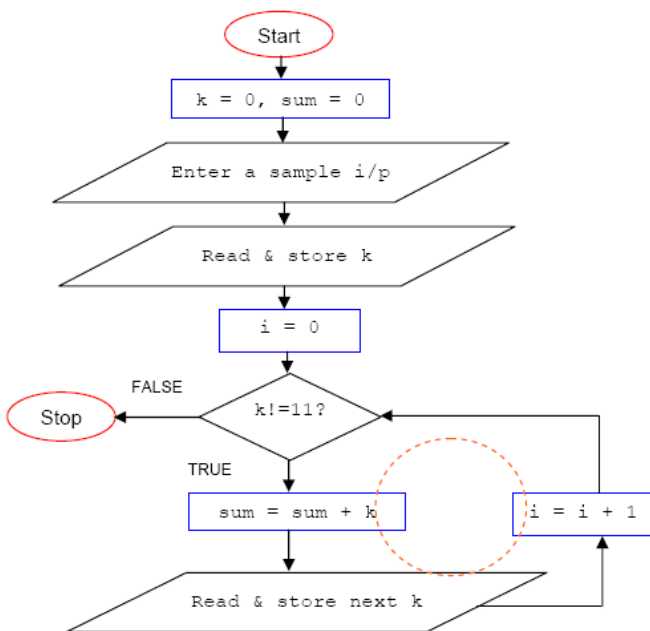 Start
k = 0, sum = 0
Enter a sample i/p
Read & store k
i = 0
FALSE
k!=11?
Stop
TRUE
sum = sum + k
i = i + 1
Read & store next k